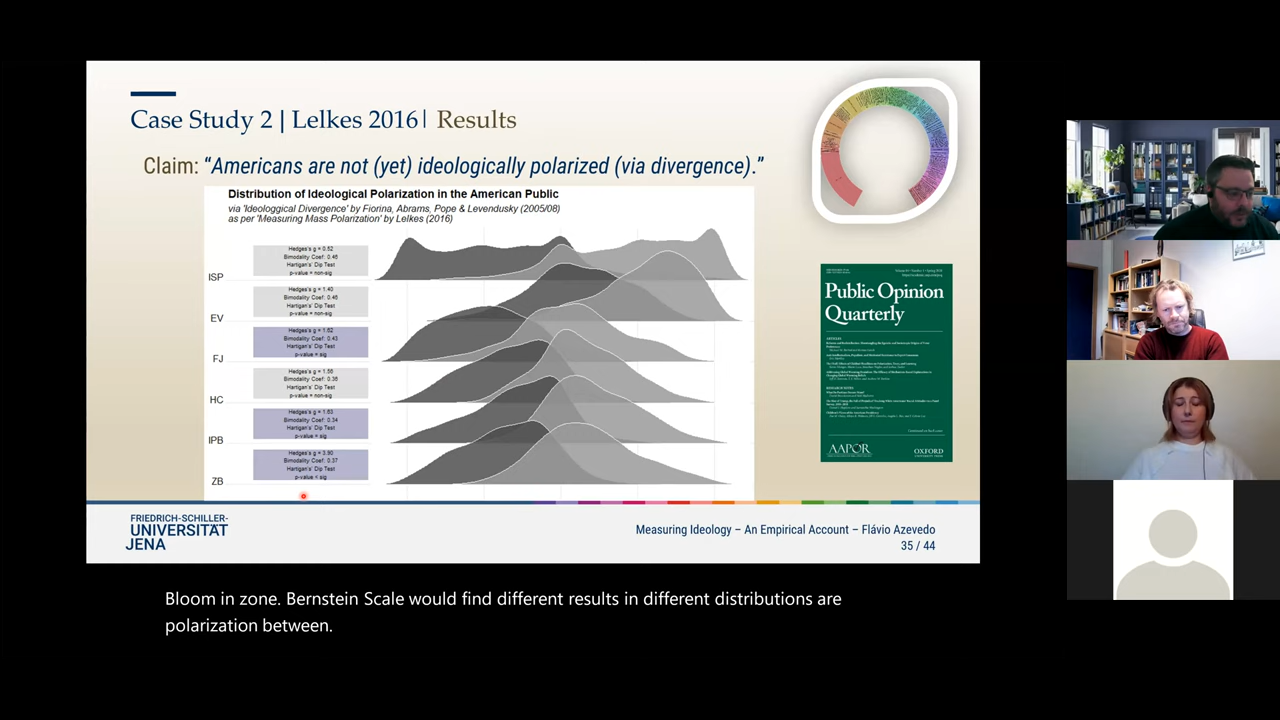 Case Study 2 | Lelkes 2016| Results
Claim: “Americans are not (yet) ideologically polarized (via divergence).”
Distribution of Ideological Polarization in the American Public
via 'Ideological Divergence' by Fiorina, Abrams, Pope & Levendusky (2005/08)
as per 'Measuring Mass Polarization' by Lelkes (2016)
Hedges's g = 0.52
Bimodality Coef: 0.46
Hartigan's' Dip Test
p-value = non-sig
ISP
Hedges's g = 1.40
Bimodality Coef: 0.46
Hartigan's' Dip Test
p-value = non-sig
EV
Hedges's g = 1.62
Bimodality Coef: 0.43
Hartigan's' Dip Test
p-value = sig
FJ
Hedges's g = 1.58
Bimodality Coef: 0.36
Hartigan's' Dip Test
p-value = non-sig
HC
Hedges's g = 1.63
Bimodality Coef: 0.34
Hartigan's' Dip Test
p-value = sig
IPB
Hedges's g = 3.90
Bimodality Coef: 0.37
Hartigan's' Dip Test
p-value < sig
ZB
Public Opinion
Quarterly
AAPOR
OXFORD
FRIEDRICH-SCHILLER-
UNIVERSITÄT
JENA
Measuring Ideology – An Empirical Account – Flávio Azevedo
35 / 44
Bloom in zone. Bernstein Scale would find different results in different distributions are
polarization between.